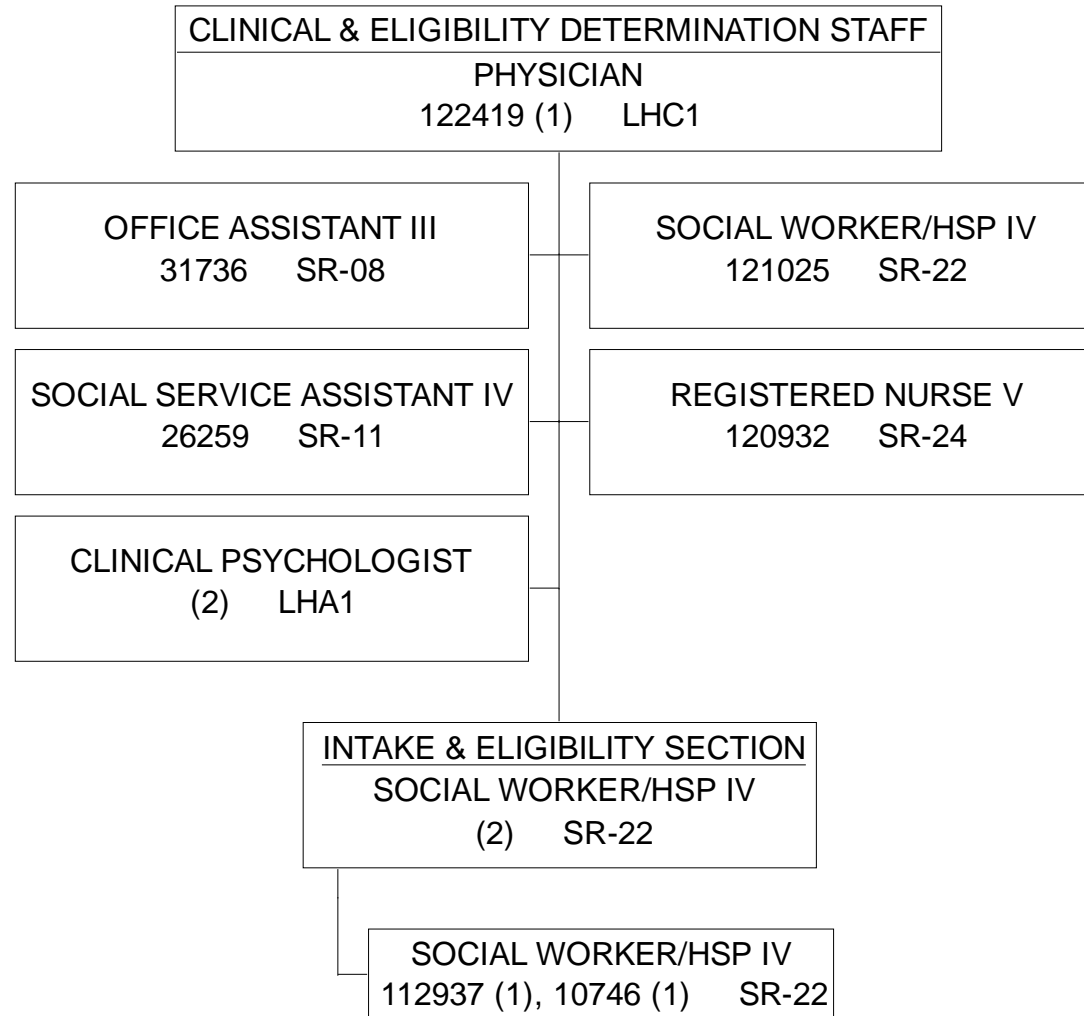 CLINICAL & ELIGIBILITY DETERMINATION STAFF
PHYSICIAN
122419 (1) LHC1
OFFICE ASSISTANT III
31736 SR-08
SOCIAL WORKER/HSP IV
121025 SR-22
SOCIAL SERVICE ASSISTANT IV
26259 SR-11
REGISTERED NURSE V
120932 SR-24
CLINICAL PSYCHOLOGIST
(2) LHA1
INTAKE & ELIGIBILITY SECTION
SOCIAL WORKER/HSP IV
(2) SR-22
SOCIAL WORKER/HSP IV
112937 (1), 10746 (1) SR-22